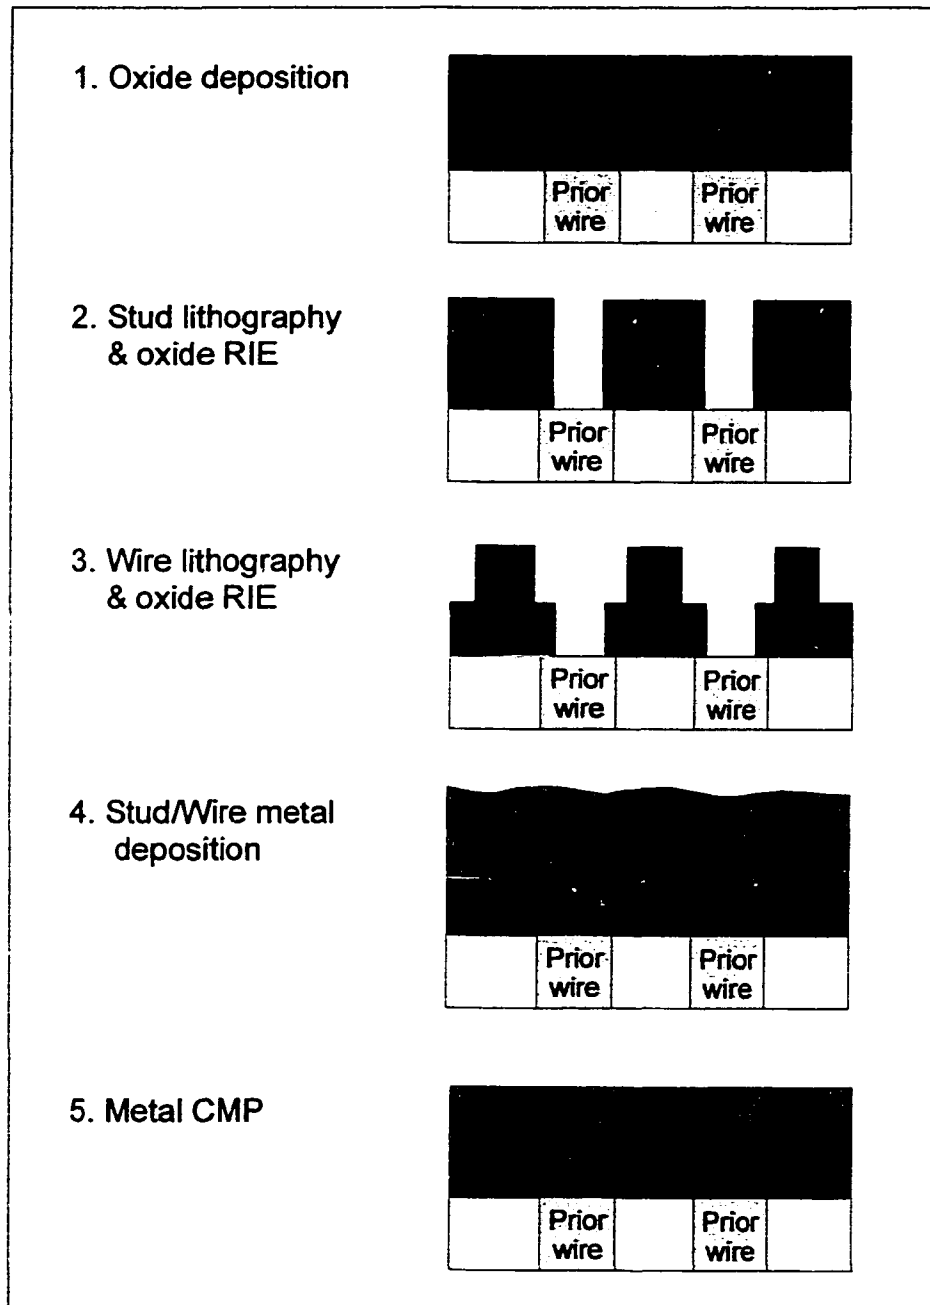 1. Oxide deposition
Prior
wire
Prior
wire
2. Stud lithography
& oxide RIE
Prior
wire
Prior
wire
3. Wire lithography
& oxide RIE
Prior
wire
Prior
wire
4. Stud/Wire metal
deposition
Prior
wire
Prior
wire
5. Metal CMP
Prior
wire
Prior
wire